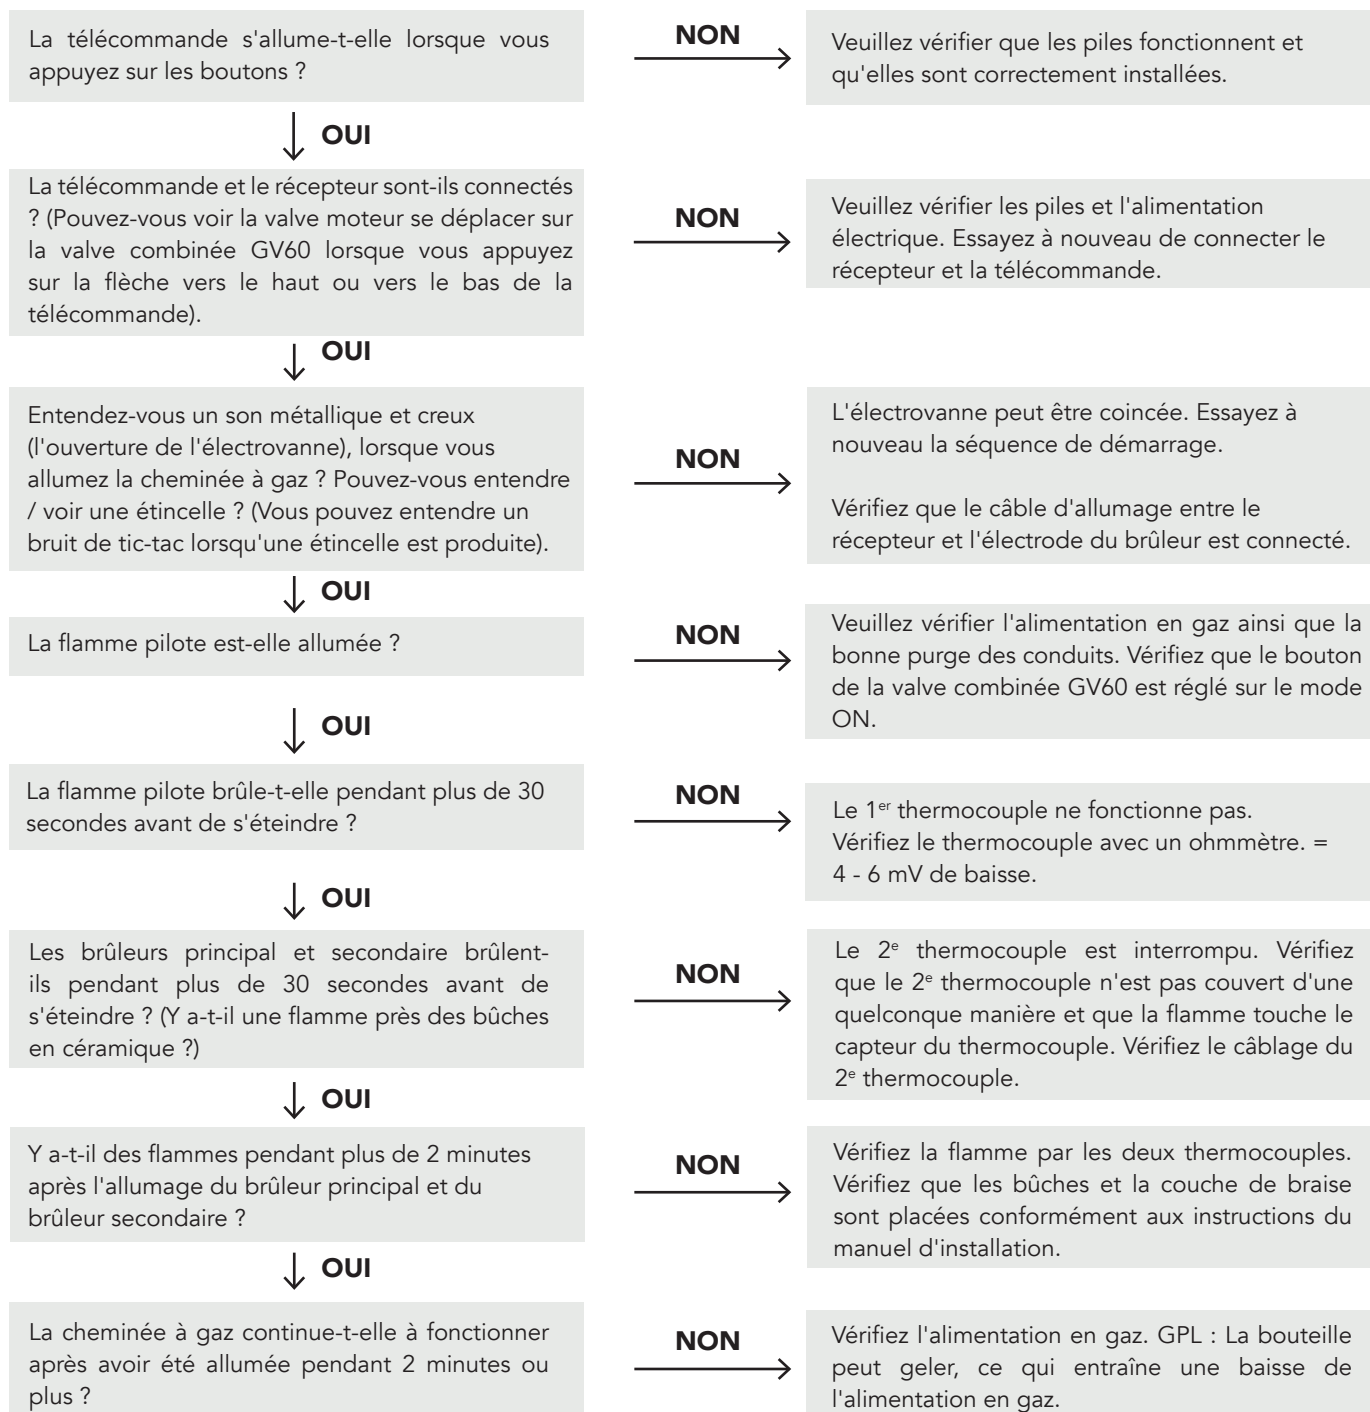 La télécommande s'allume-t-elle lorsque vous
appuyez sur les boutons ?
NON
Veuillez vérifier que les piles fonctionnent et
qu'elles sont correctement installées.
OUI
La télécommande et le récepteur sont-ils connectés
? (Pouvez-vous voir la valve moteur se déplacer sur
la valve combinée GV60 lorsque vous appuyez
sur la flèche vers le haut ou vers le bas de la
télécommande).
NON
Veuillez vérifier les piles et l'alimentation
électrique. Essayez à nouveau de connecter le
récepteur et la télécommande.
OUI
Entendez-vous un son métallique et creux
(l'ouverture de l'électrovanne), lorsque vous
allumez la cheminée à gaz ? Pouvez-vous entendre
/ voir une étincelle ? (Vous pouvez entendre un
bruit de tic-tac lorsqu'une étincelle est produite).
NON
L'électrovanne peut être coincée. Essayez à
nouveau la séquence de démarrage.
Vérifiez que le câble d'allumage entre le
récepteur et l'électrode du brûleur est connecté.
OUI
La flamme pilote est-elle allumée ?
NON
Veuillez vérifier l'alimentation en gaz ainsi que la
bonne purge des conduits. Vérifiez que le bouton
de la valve combinée GV60 est réglé sur le mode
ON.
OUI
La flamme pilote brûle-t-elle pendant plus de 30
secondes avant de s'éteindre ?
NON
Le 1er thermocouple ne fonctionne pas.
Vérifiez le thermocouple avec un ohmmètre. =
4 - 6 mV de baisse.
OUI
Les brûleurs principal et secondaire brûlent-
ils pendant plus de 30 secondes avant de
s'éteindre ? (Y a-t-il une flamme près des bûches
en céramique ?)
NON
Le 2e thermocouple est interrompu. Vérifiez
que le 2e thermocouple n'est pas couvert d'une
quelconque manière et que la flamme touche le
capteur du thermocouple. Vérifiez le câblage du
2e thermocouple.
OUI
Y a-t-il des flammes pendant plus de 2 minutes
après l'allumage du brûleur principal et du
brûleur secondaire ?
NON
Vérifiez la flamme par les deux thermocouples.
Vérifiez que les bûches et la couche de braise
sont placées conformément aux instructions du
manuel d'installation.
OUI
La cheminée à gaz continue-t-elle à fonctionner
après avoir été allumée pendant 2 minutes ou
plus ?
NON
Vérifiez l'alimentation en gaz. GPL : La bouteille
peut geler, ce qui entraîne une baisse de
l'alimentation en gaz.